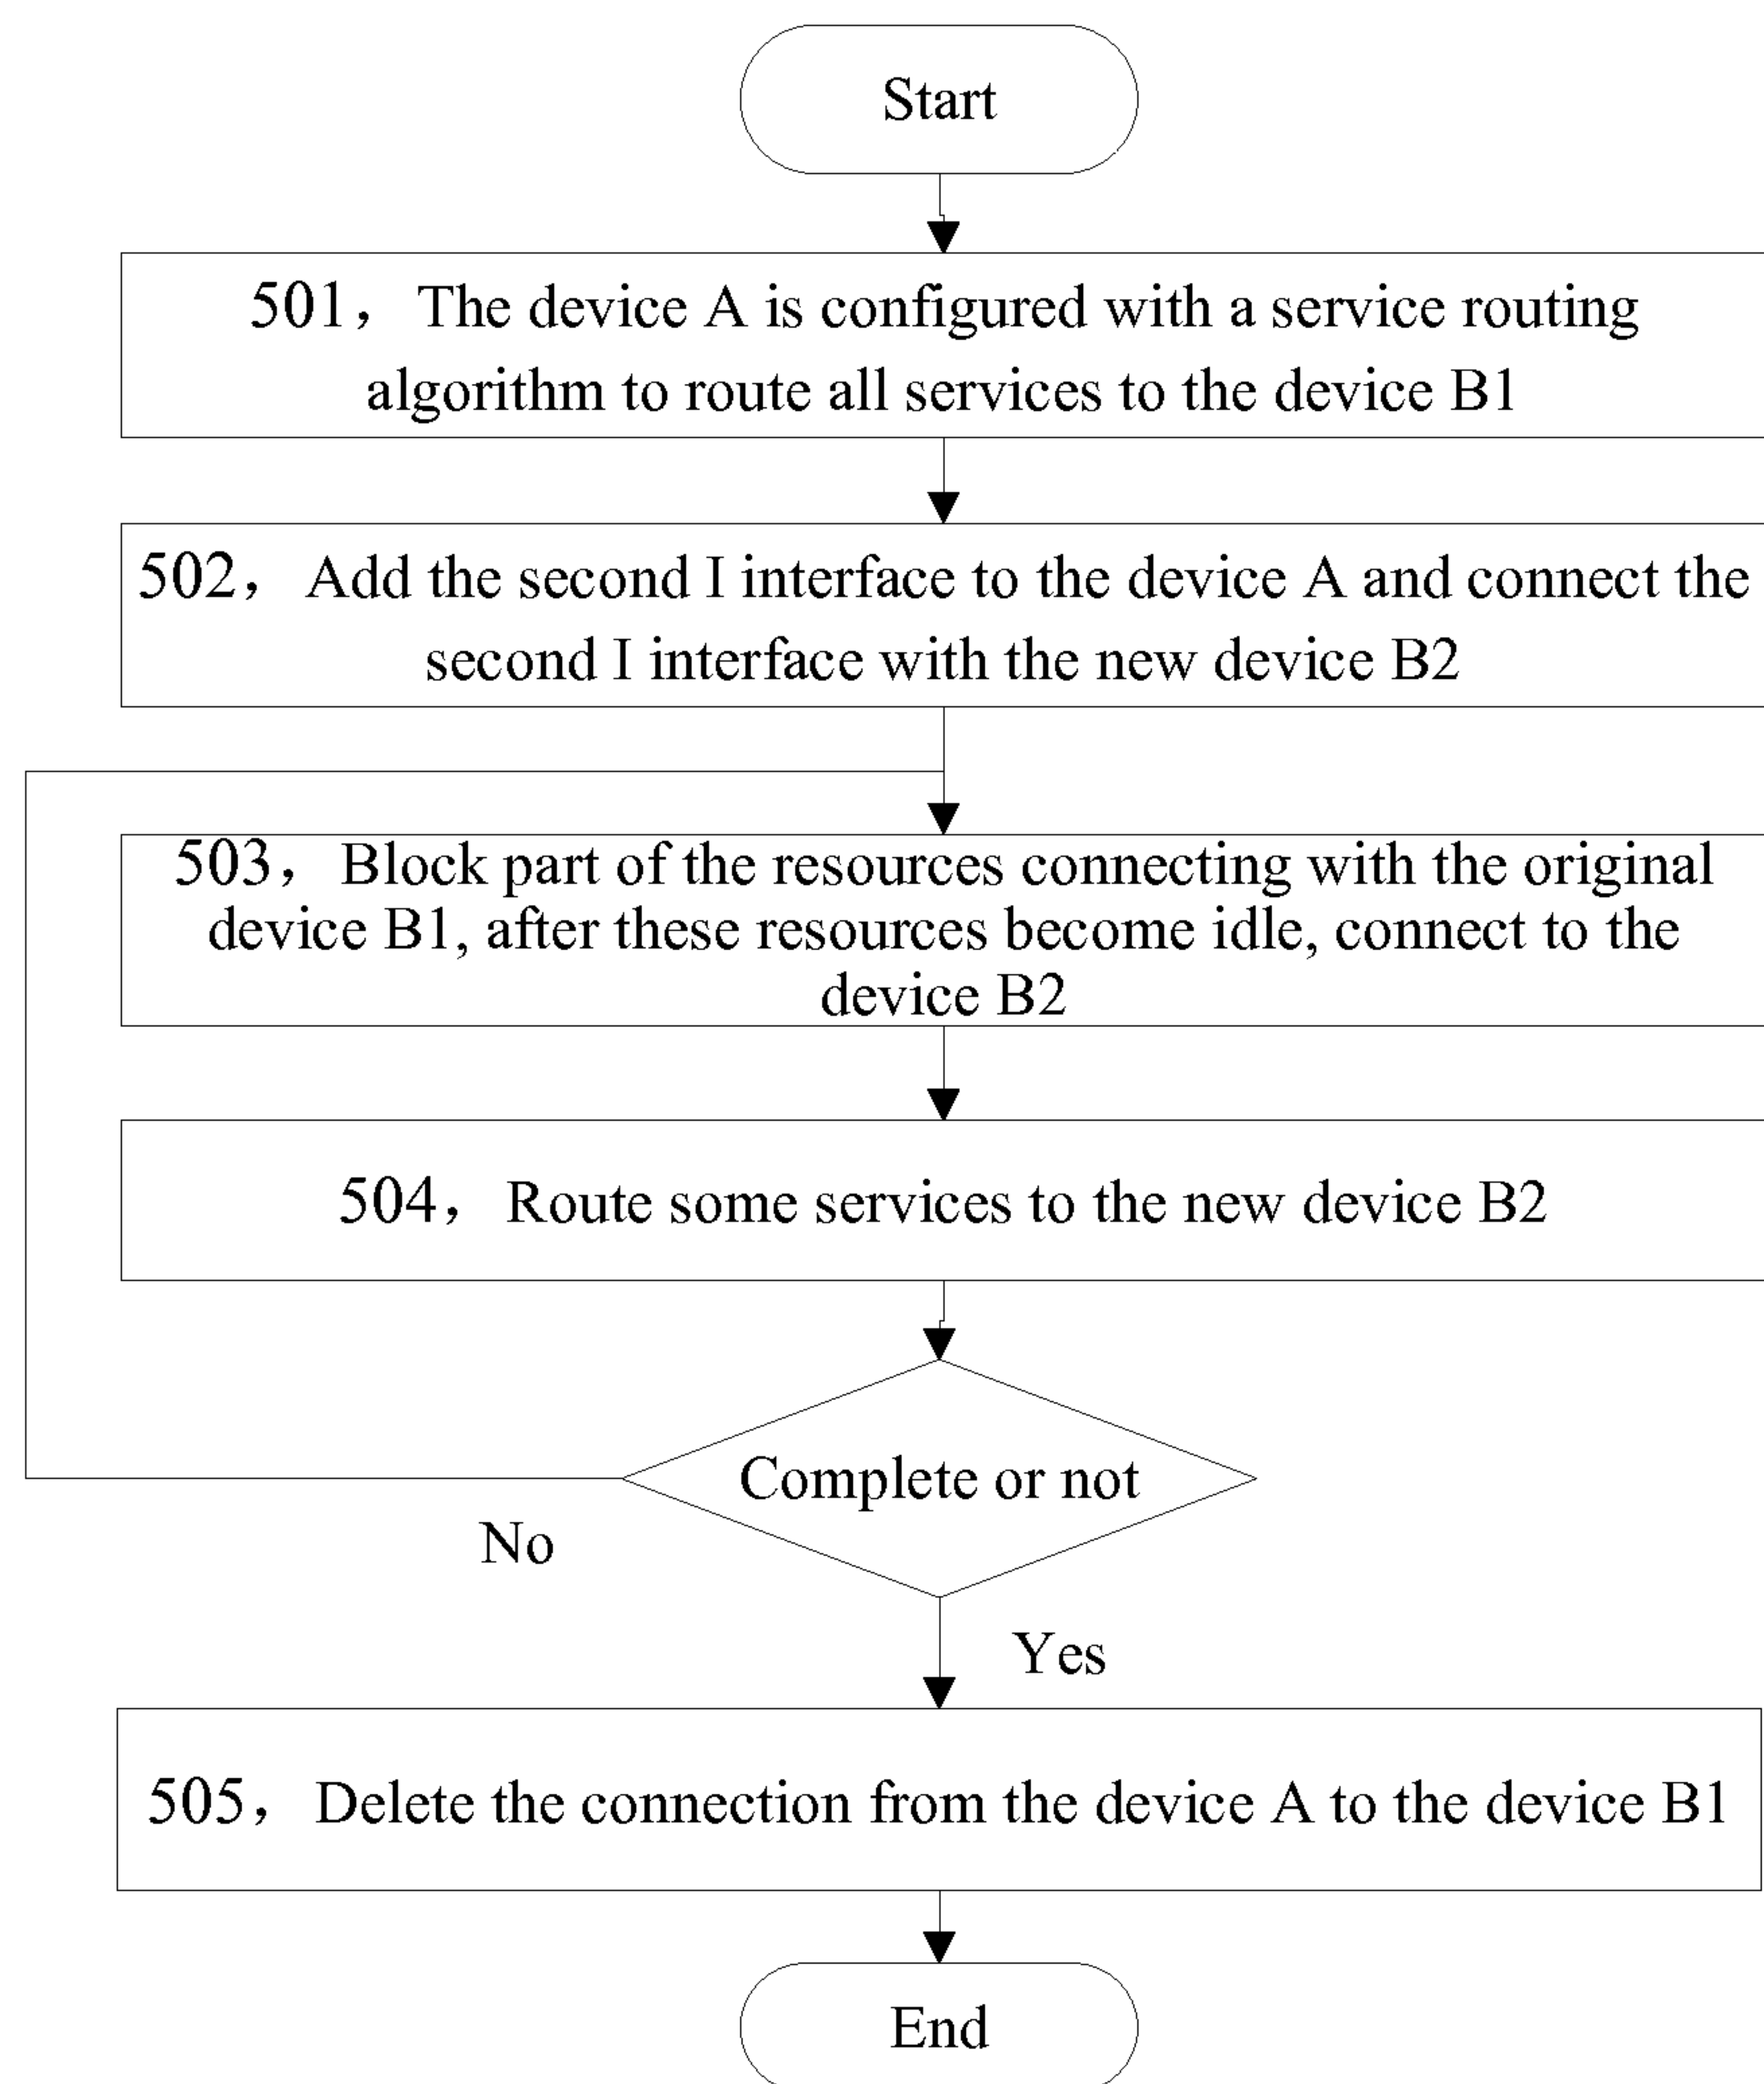 Start
501，The device A is configured with a service routing
algorithm to route all services to the device B1
502，Add the second I interface to the device A and connect the
second I interface with the new device B2
503，Block part of the resources connecting with the original
device B1, after these resources become idle, connect to the
device B2
504，Route some services to the new device B2
Complete or not
No
Yes
505，Delete the connection from the device A to the device B1
End